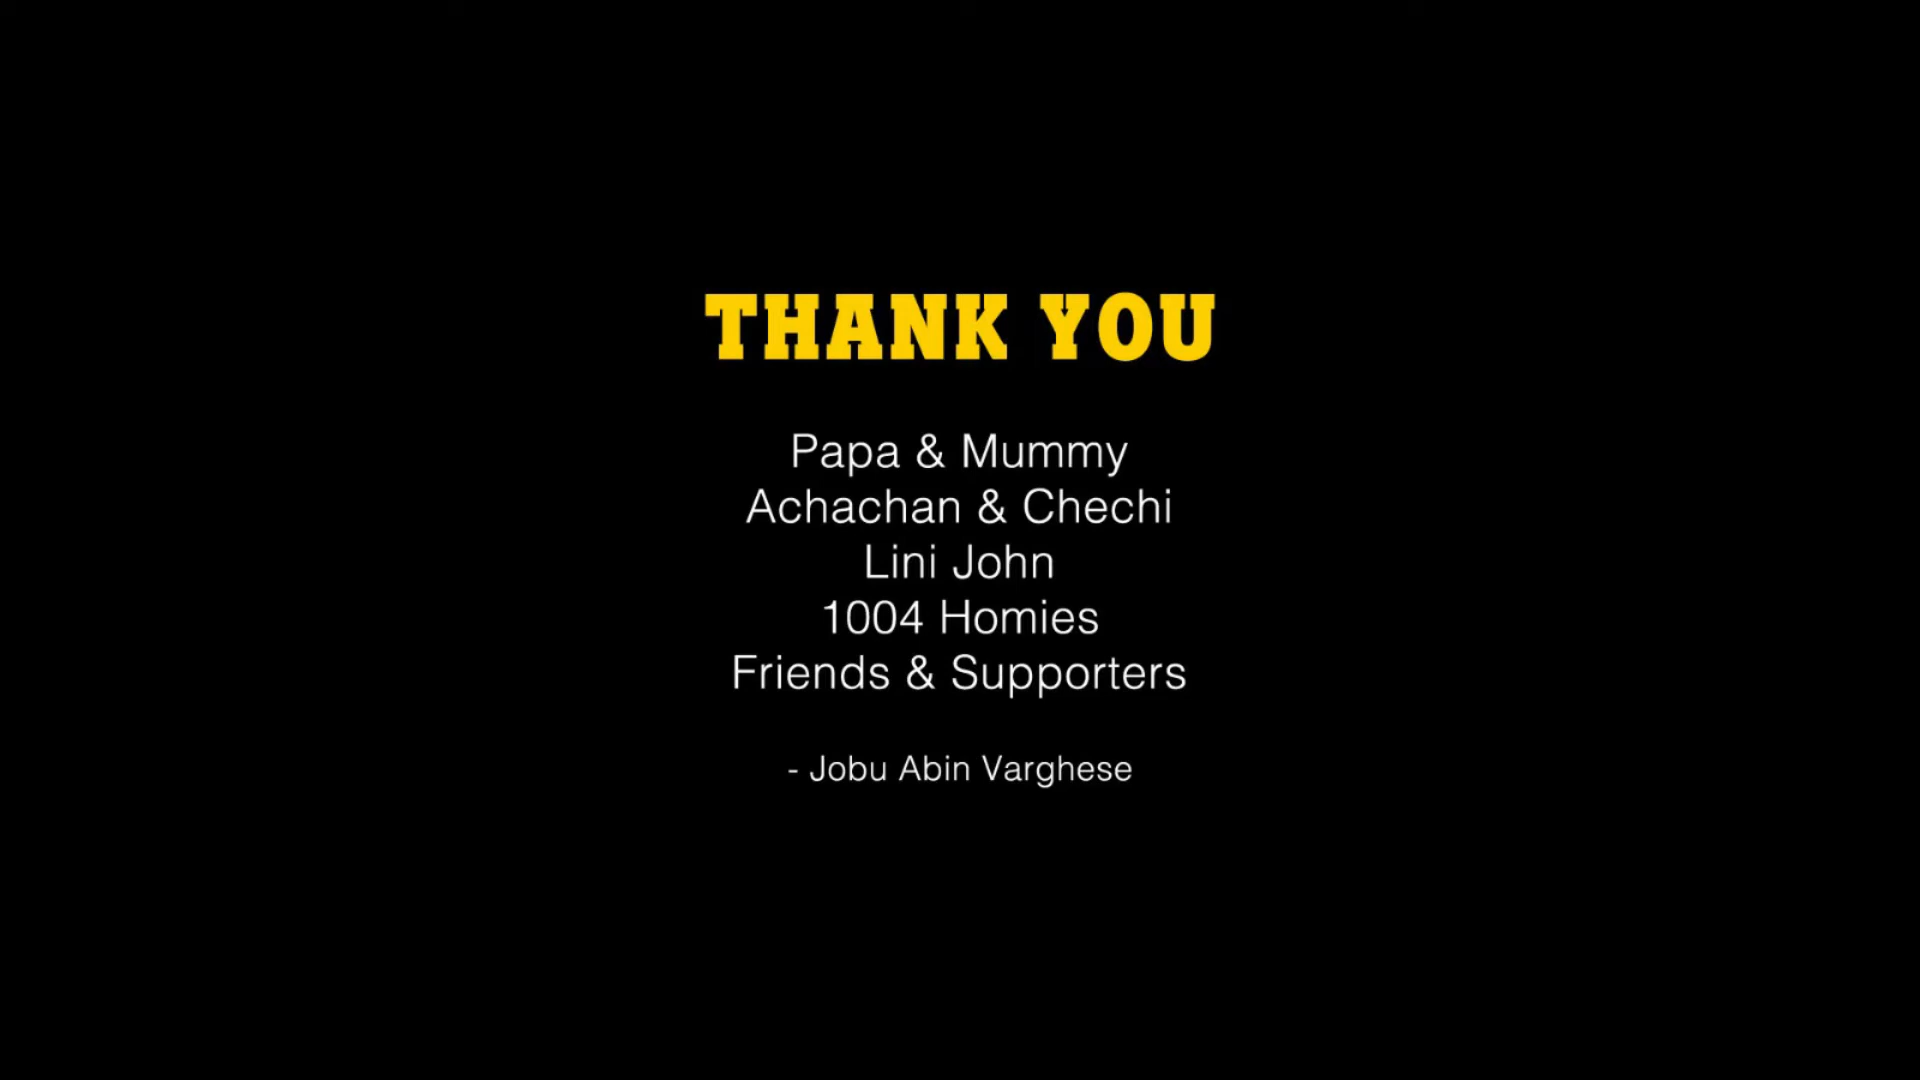 THANK YOU
Papa & Mummy
Achachan & Chechi
Lini John
1004 Homies
Friends & Supporters
- Jobu Abin Varghese